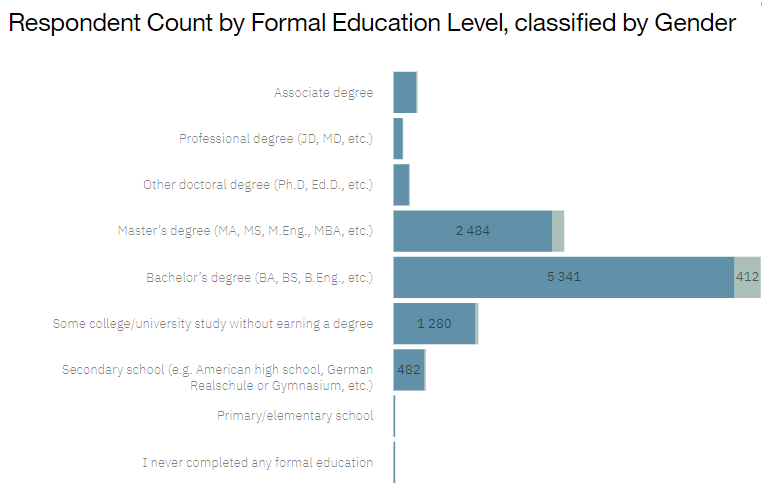 Respondent Count by Formal Education Level, classified by Gender
Associate degree
Professional degree (JD, MD, etc.)
Other doctoral degree (Ph.D, Ed.D., etc.)
Master's degree (MA, MS, M.Eng., MBA, etc.)
2 484
Bachelor's degree (BA, BS, B.Eng., etc.)
5 341
412
Some college/university study without earning a degree
1 280
Secondary school (e.g. American high school, German
Realschule or Gymnasium, etc.)
482
Primary/elementary school
I never completed any formal education